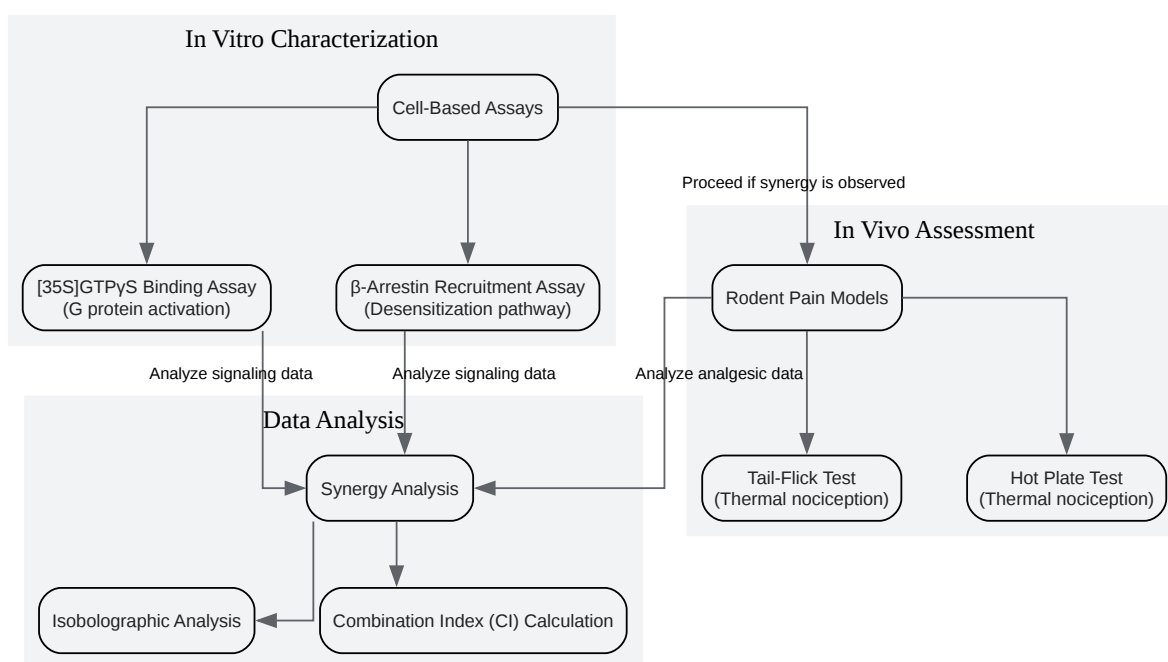 In Vitro Characterization
Cell-Based Assays
Proceed if synergy is observed
In Vivo Assessment
[35S]GTPγS Binding Assay
(G protein activation)
β-Arrestin Recruitment Assay
(Desensitization pathway)
Rodent Pain Models
Analyze signaling data
Analyze signaling data
Analyze analgesic data
Data Analysis
Synergy Analysis
Tail-Flick Test
(Thermal nociception)
Hot Plate Test
(Thermal nociception)
Isobolographic Analysis
Combination Index (CI) Calculation